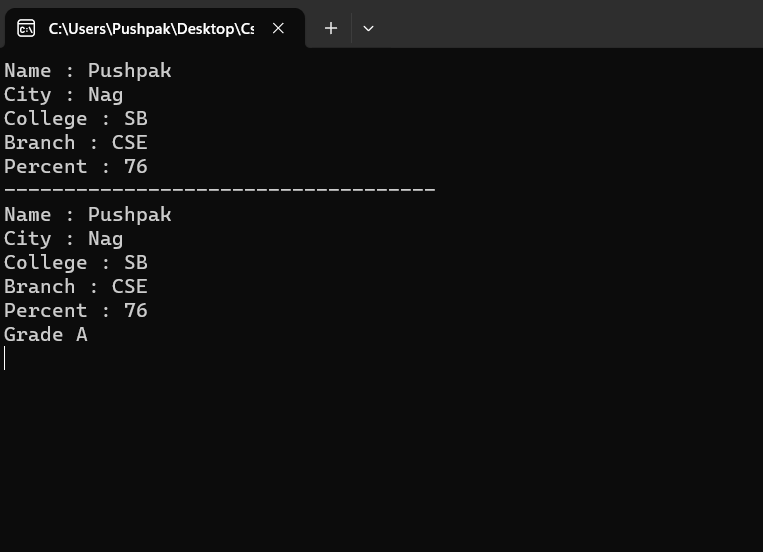 C:\Users\Pushpak\Desktop\Cs
Name : Pushpak
City : Nag
College : SB
Branch : CSE
Percent : 76
------------------------------------
Name : Pushpak
City : Nag
College : SB
Branch : CSE
Percent : 76
Grade A